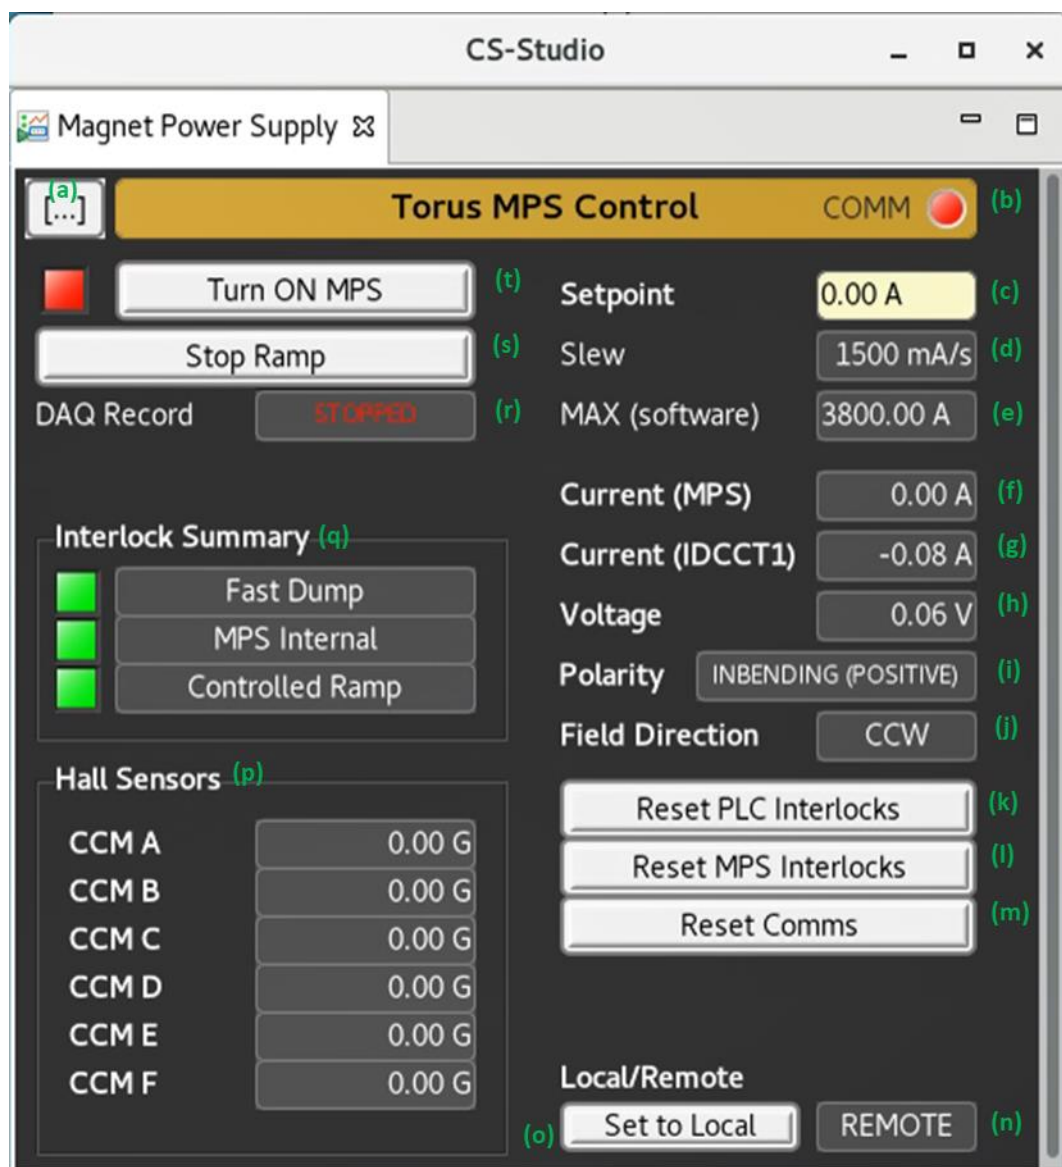 CS-Studio
Magnet Power Supply
(a)
[...]
Torus MPS Control COMM (b)
Turn ON MPS (t)
Stop Ramp (s)
DAQ Record STOPPED (r)
Setpoint 0.00 A (c)
Slew 1500 mA/s (d)
MAX (software) 3800.00 A (e)
Current (MPS) 0.00 A (f)
Current (IDCCT1) -0.08 A (g)
Voltage 0.06 V (h)
Polarity INBENDING (POSITIVE) (i)
Field Direction CCW (j)
Interlock Summary (q)
Fast Dump
MPS Internal
Controlled Ramp
Hall Sensors (p)
CCM A 0.00 G
CCM B 0.00 G
CCM C 0.00 G
CCM D 0.00 G
CCM E 0.00 G
CCM F 0.00 G
Reset PLC Interlocks (k)
Reset MPS Interlocks (l)
Reset Comms (m)
Local/Remote
(o) Set to Local REMOTE (n)